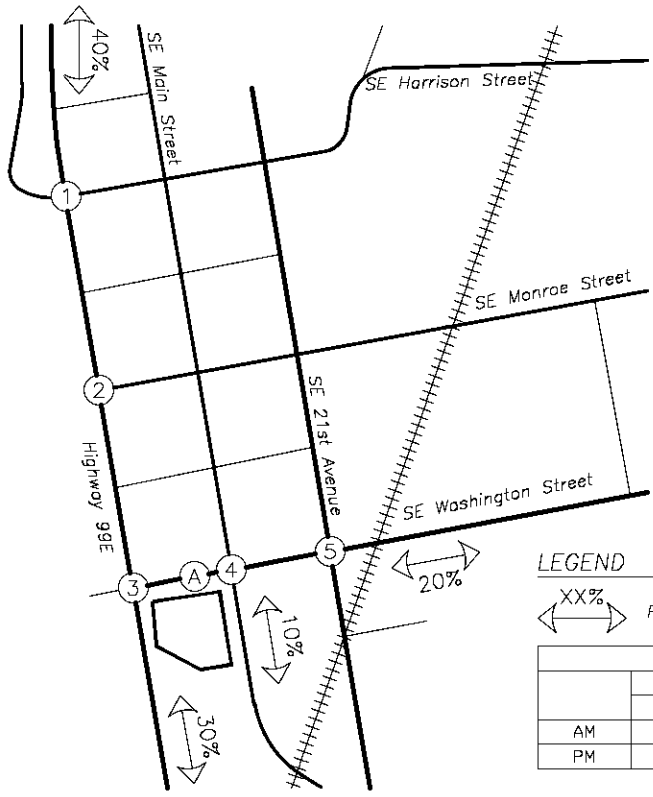 40%
SE Main Street
SE Harrison Street
1
SE Monroe Street
2
SE 21st Avenue
Highway 99E
SE Washington Street
5
A
4
3
20%
10%
30%
LEGEND
XX%
AM
PM